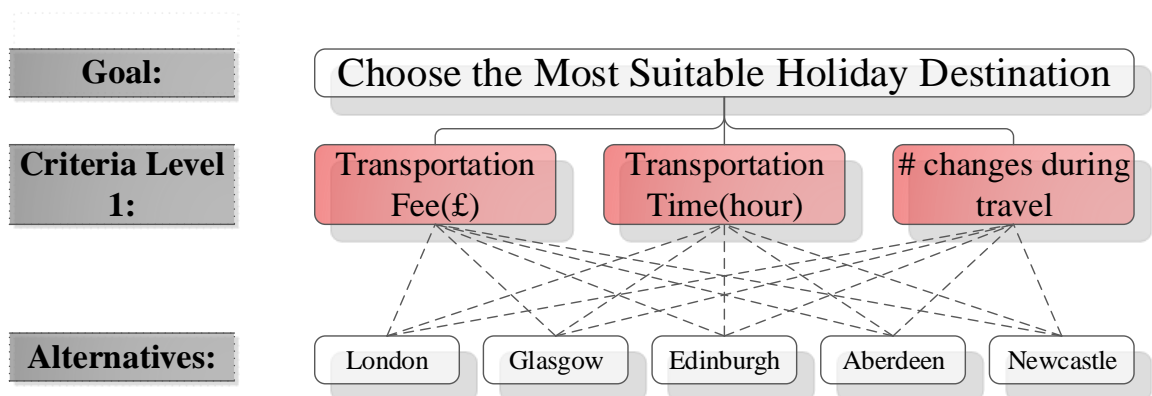 Goal:
Choose the Most Suitable Holiday Destination
Criteria Level
1:
Transportation
Fee(£)
Transportation
Time(hour)
# changes during
travel
Alternatives:
London
Glasgow
Edinburgh
Aberdeen
Newcastle